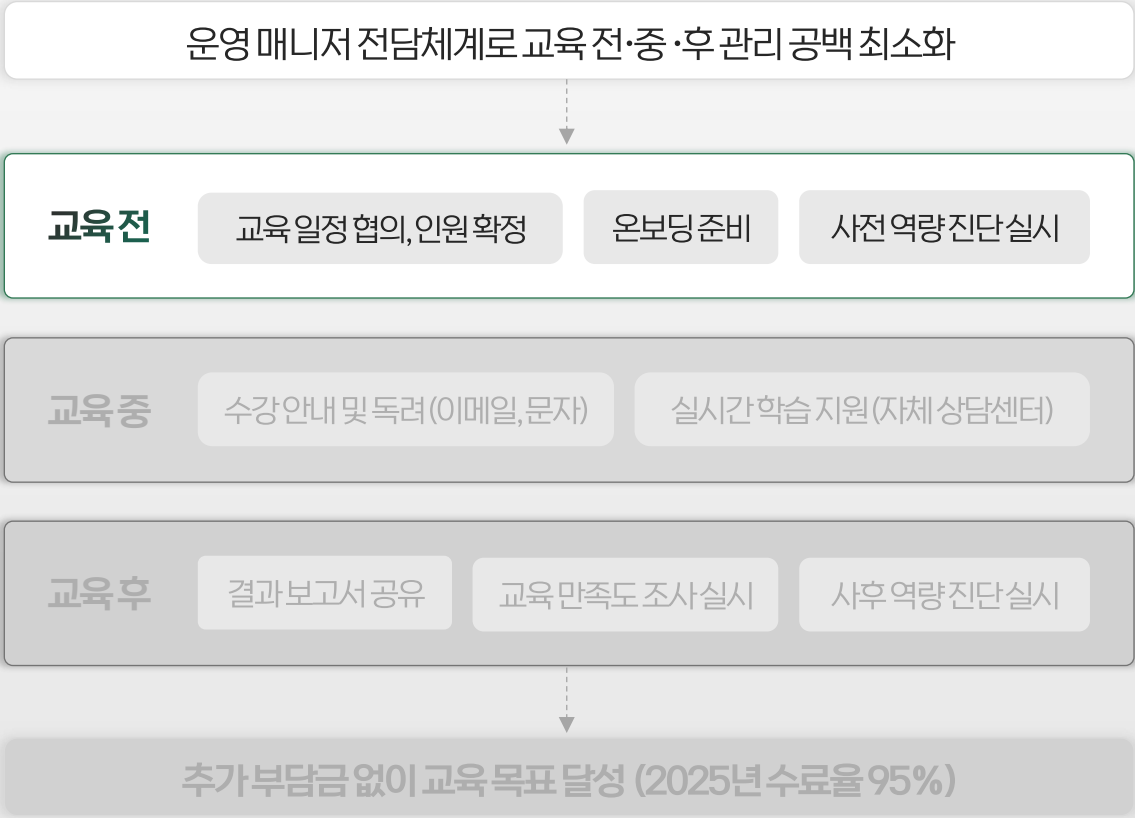 운영 매니저 전담체계로 교육 전·중·후 관리 공백 최소화
교육 전
교육 일정 협의, 인원 확정
온보딩 준비
사전 역량 진단 실시
교육 중
수강 안내 및 독려(이메일, 문자)
실시간 학습 지원(자체 상담센터)
교육 후
결과 보고서 공유
교육 만족도 조사 실시
사후 역량 진단 실시
추가 부담금 없이 교육 목표 달성 (2025년 수료율 95%)